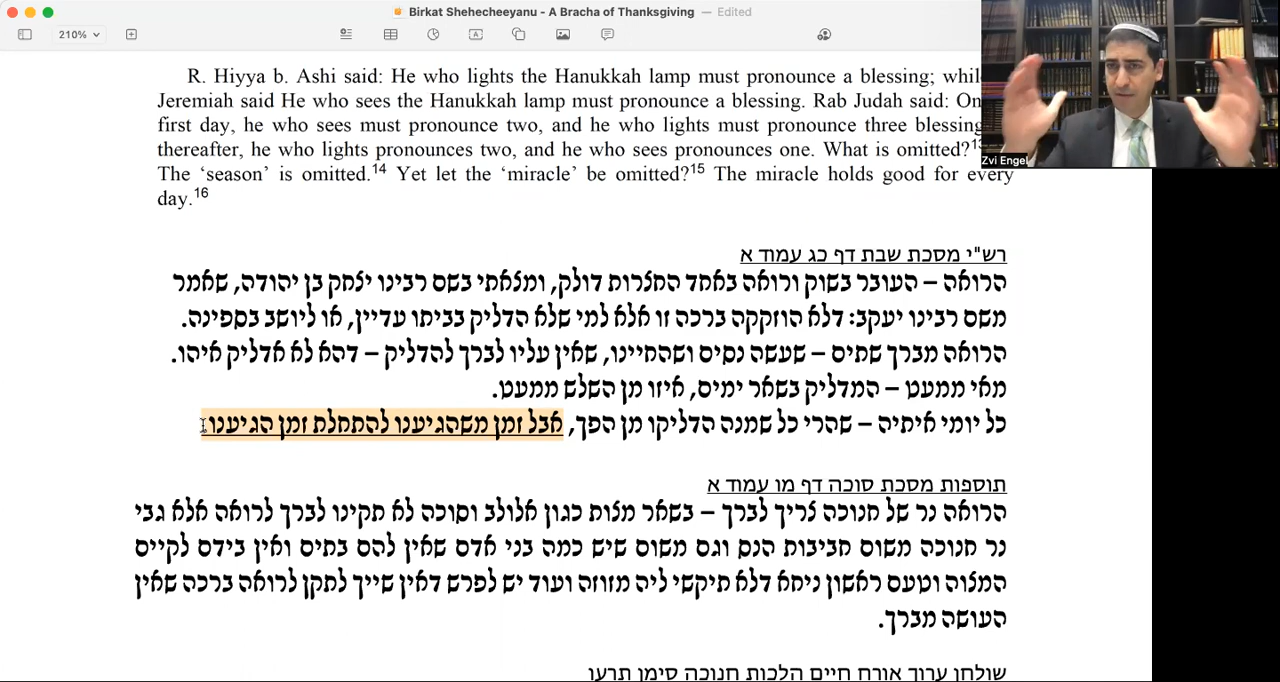 Birkat Shehecheeyanu - A Bracha of Thanksgiving — Edited
210%
R. Hiyya b. Ashi said: He who lights the Hanukkah lamp must pronounce a blessing; whil
Jeremiah said He who sees the Hanukkah lamp must pronounce a blessing. Rab Judah said: On
first day, he who sees must pronounce two, and he who lights must pronounce three blessing
thereafter, he who lights pronounces two, and he who sees pronounces one. What is omitted?13
The ‘season’ is omitted.14 Yet let the ‘miracle’ be omitted?15 The miracle holds good for every
day.16
Zvi Engel
רש"י מסכת שבת דף כג עמוד א
הרואה – העובר בשוק ורואה באחד החצרות דולק, ומצאתי בשם רבינו יצחק בן יהודה, שאמר
משם רבינו יעקב: דלא הוזקקה ברכה זו אלא למי שלא הדליק בביתו עדיין, או ליושב בספינה.
הרואה מברך שתים – שעשה נסים ושהחיינו, שאין עליו לברך להדליק – דהא לא אדליק איהו.
מאי ממעט – המדליק בשאר ימים, איזו מן השלש ממעט.
כל יומי איתיה – שהרי כל שמנה הדליקו מן הפך, אבל זמן משהגיענו להתחלת זמן הגיענו.
תוספות מסכת סוכה דף מו עמוד א
הרואה נר של חנוכה צריך לברך – בשאר מצות כגון אלולב וסוכה לא תקינו לברך לרואה אלא גבי
נר חנוכה משום חביבות הנס וגם משום שיש כמה בני אדם שאין להם בתים ואין בידם לקיים
המצוה וטעם ראשון ניחא דלא תיקשי ליה מזוזה ועוד יש לפרש דאין שייך לתקן לרואה ברכה שאין
העושה מברך.
שולחן ערוך אורח חיים הלכות חנוכה סימן תרעו